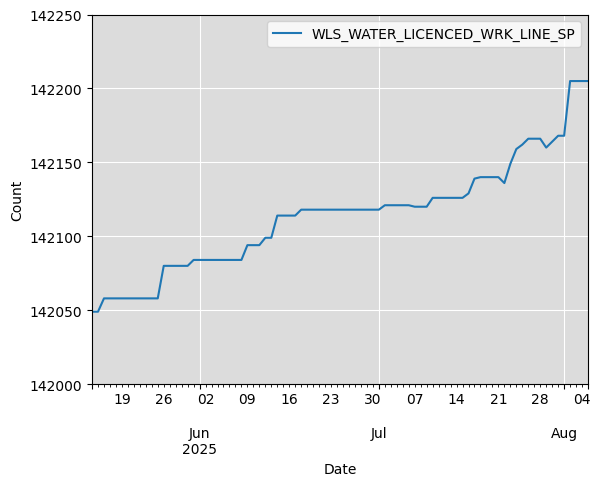 WLS_WATER_LICENCED_WRK_LINE_SP
142250
142200
142150
142100
142050
142000
Count
19 26 02 09 16 23 30 07 14 21 28 04
Jun Jul Aug
2025
Date